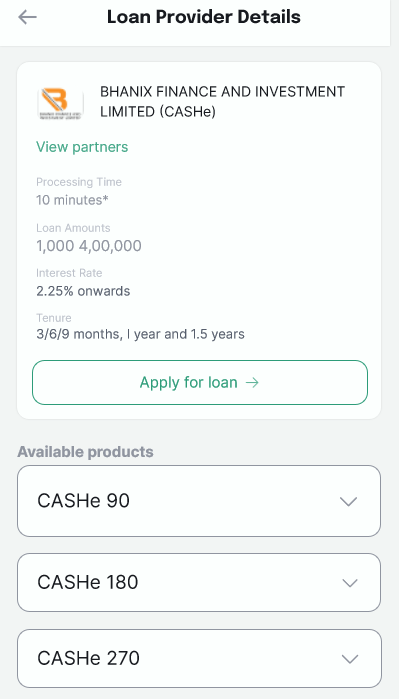 Loan Provider Details
BHANIX FINANCE AND INVESTMENT
LIMITED (CASHe)
View partners
Processing Time
10 minutes*
Loan Amounts
1,000 4,00,000
Interest Rate
2.25% onwards
Tenure
3/6/9 months, I year and 1.5 years
Apply for loan →
Available products
CASHe 90
CASHe 180
CASHe 270